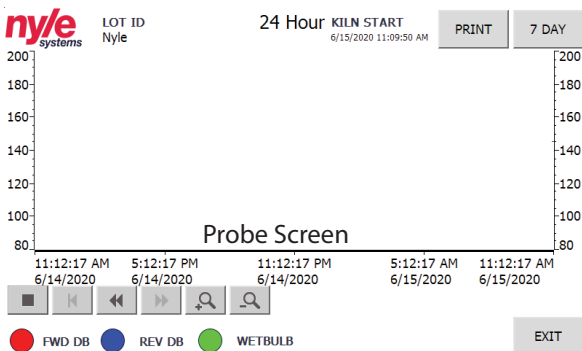 nyle systems
LOT ID
Nyle
24 Hour
KILN START
6/15/2020 11:09:50 AM
PRINT
7 DAY
200 200
180 180
160 160
140 140
120 120
100 100
80 80
Probe Screen
11:12:17 AM 5:12:17 PM 11:12:17 PM 5:12:17 AM 11:12:17 AM
6/14/2020 6/14/2020 6/14/2020 6/15/2020 6/15/2020
FWD DB REV DB WETBULB
EXIT